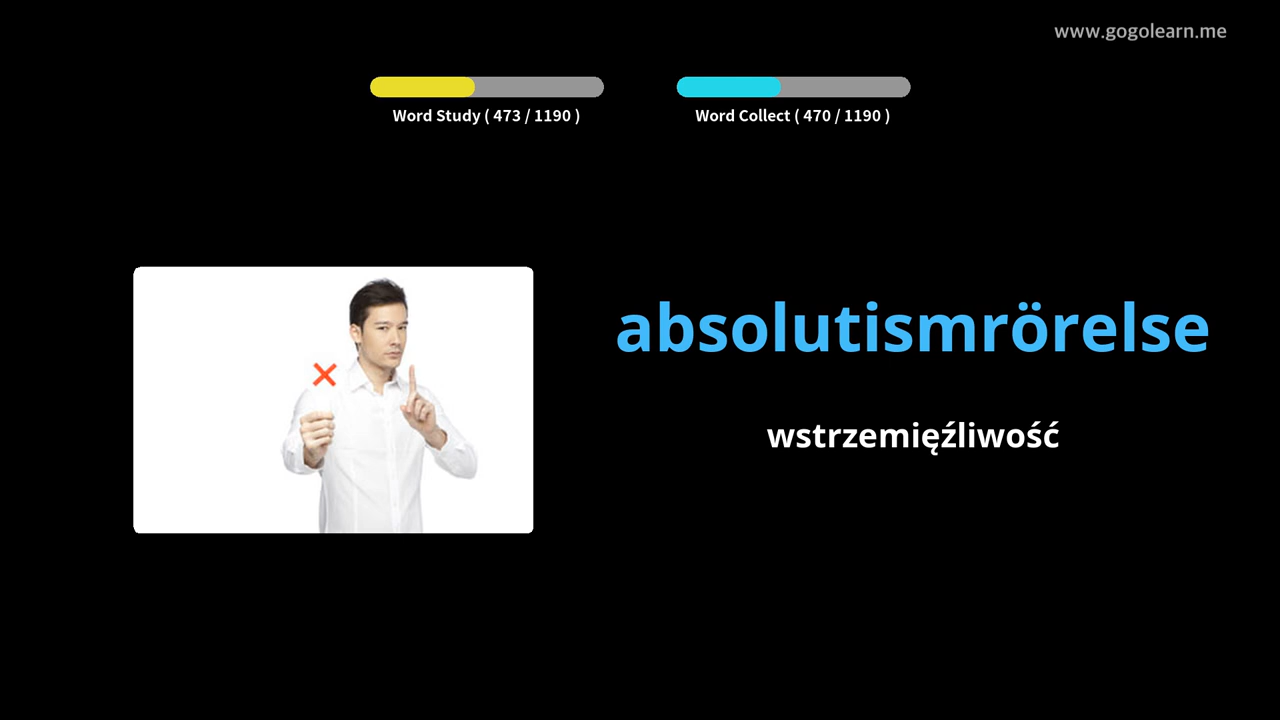 www.gogolearn.me
Word Study ( 473 / 1190 )
Word Collect ( 470 / 1190 )
absolutismrörelse
wstrzemięźliwość